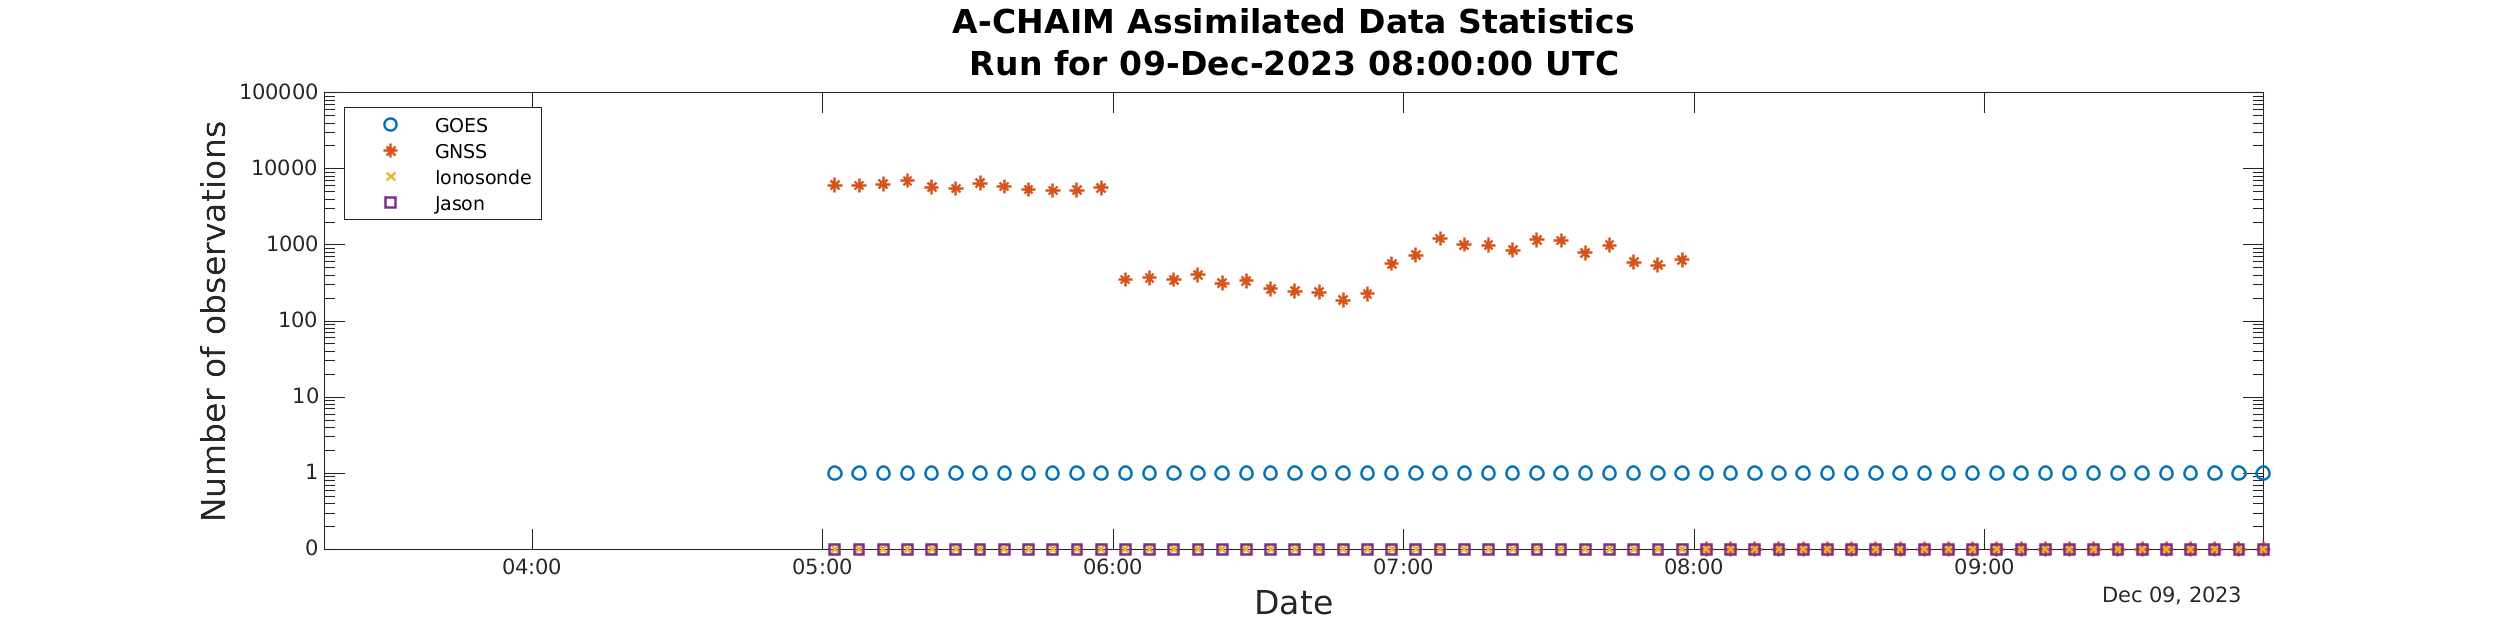 A-CHAIM Assimilated Data Statistics
Run for 09-Dec-2023 08:00:00 UTC
Number of observations
100000
10000
1000
100
10
1
0
GOES
GNSS
Ionosonde
Jason
04:00 05:00 06:00 07:00 08:00 09:00
Date
Dec 09, 2023